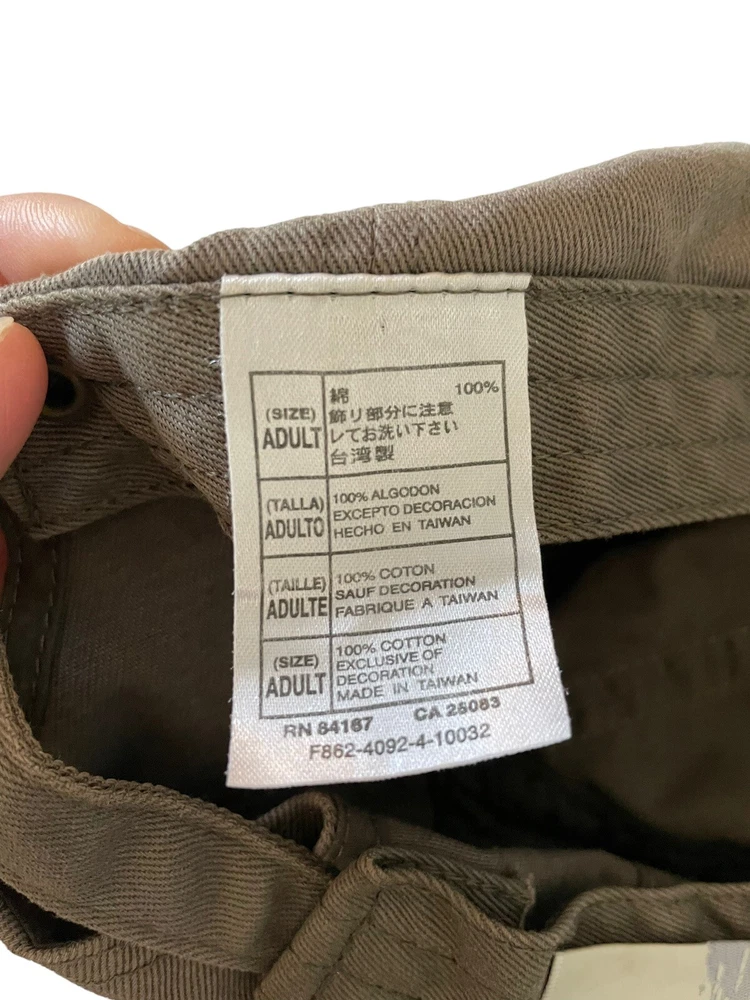 (SIZE)
ADULT
綿 100%
飾リ部分に注意
レてお洗い下さい
台湾製
(TALLA)
ADULTO
100% ALGODON
EXCEPTO DECORACION
HECHO EN TAIWAN
(TAILLE)
ADULTE
100% COTON
SAUF DECORATION
FABRIQUE A TAIWAN
(SIZE)
ADULT
100% COTTON
EXCLUSIVE OF
DECORATION
MADE IN TAIWAN
RN 84167 CA 25083
F862-4092-4-10032